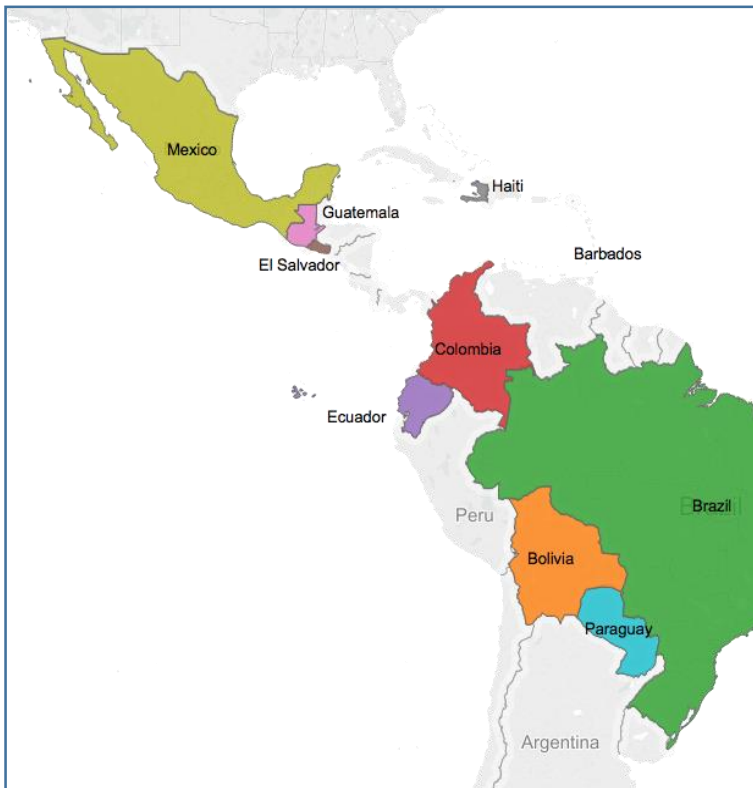 Mexico
Haiti
Guatemala
Barbados
El Salvador
Colombia
Ecuador
Brazil
Peru
Bolivia
Paraguay
Argentina